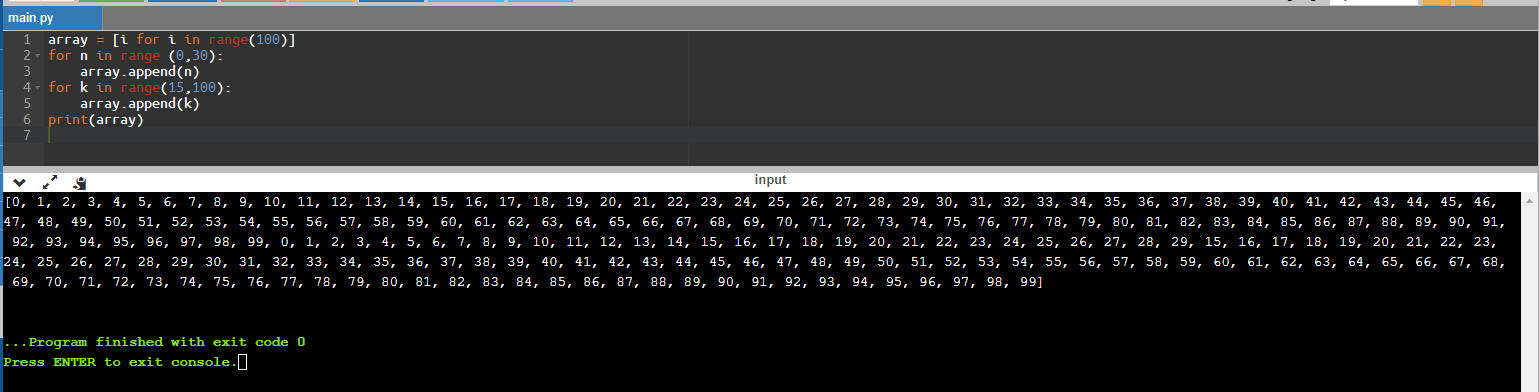 main.py
1 array = [i for i in range(100)]
2 for n in range (0,30):
3     array.append(n)
4 for k in range(15,100):
5     array.append(k)
6 print(array)
7
input
[0, 1, 2, 3, 4, 5, 6, 7, 8, 9, 10, 11, 12, 13, 14, 15, 16, 17, 18, 19, 20, 21, 22, 23, 24, 25, 26, 27, 28, 29, 30, 31, 32, 33, 34, 35, 36, 37, 38, 39, 40, 41, 42, 43, 44, 45, 46,
47, 48, 49, 50, 51, 52, 53, 54, 55, 56, 57, 58, 59, 60, 61, 62, 63, 64, 65, 66, 67, 68, 69, 70, 71, 72, 73, 74, 75, 76, 77, 78, 79, 80, 81, 82, 83, 84, 85, 86, 87, 88, 89, 90, 91,
92, 93, 94, 95, 96, 97, 98, 99, 0, 1, 2, 3, 4, 5, 6, 7, 8, 9, 10, 11, 12, 13, 14, 15, 16, 17, 18, 19, 20, 21, 22, 23, 24, 25, 26, 27, 28, 29, 15, 16, 17, 18, 19, 20, 21, 22, 23,
24, 25, 26, 27, 28, 29, 30, 31, 32, 33, 34, 35, 36, 37, 38, 39, 40, 41, 42, 43, 44, 45, 46, 47, 48, 49, 50, 51, 52, 53, 54, 55, 56, 57, 58, 59, 60, 61, 62, 63, 64, 65, 66, 67, 68,
69, 70, 71, 72, 73, 74, 75, 76, 77, 78, 79, 80, 81, 82, 83, 84, 85, 86, 87, 88, 89, 90, 91, 92, 93, 94, 95, 96, 97, 98, 99]
...Program finished with exit code 0
Press ENTER to exit console.